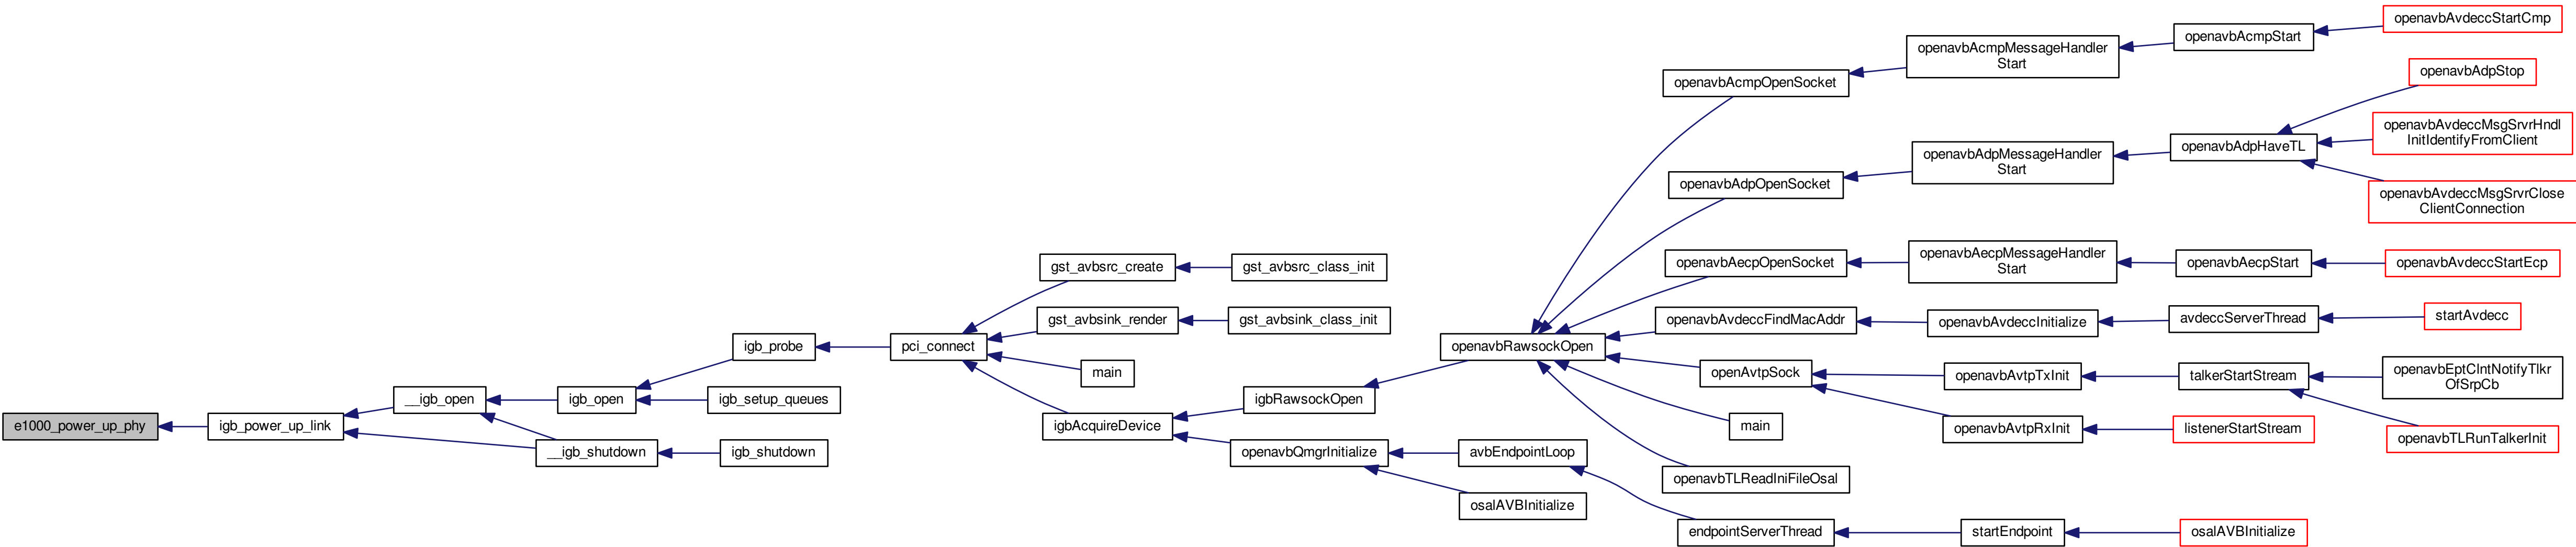 e1000_power_up_phy
igb_power_up_link
__igb_open
__igb_shutdown
igb_open
igb_shutdown
igb_probe
igb_setup_queues
pci_connect
gst_avbsrc_create
gst_avbsink_render
main
igbAcquireDevice
gst_avbsrc_class_init
gst_avbsink_class_init
igbRawsockOpen
openavbQmgrInitialize
openavbRawsockOpen
avbEndpointLoop
osalAVBInitialize
openavbAcmpOpenSocket
openavbAdpOpenSocket
openavbAecpOpenSocket
openavbAvdeccFindMacAddr
openAvtpSock
main
openavbTLReadIniFileOsal
endpointServerThread
openavbAcmpMessageHandler
Start
openavbAdpMessageHandler
Start
openavbAecpMessageHandler
Start
openavbAvdeccInitialize
openavbAvtpTxInit
openavbAvtpRxInit
startEndpoint
openavbAcmpStart
openavbAdpHaveTL
openavbAecpStart
avdeccServerThread
talkerStartStream
listenerStartStream
osalAVBInitialize
openavbAvdeccStartCmp
openavbAdpStop
openavbAvdeccMsgSrvrHndl
InitIdentifyFromClient
openavbAvdeccMsgSrvrClose
ClientConnection
openavbAvdeccStartEcp
startAvdecc
openavbEptClntNotifyTlkr
OfSrpCb
openavbTLRunTalkerInit